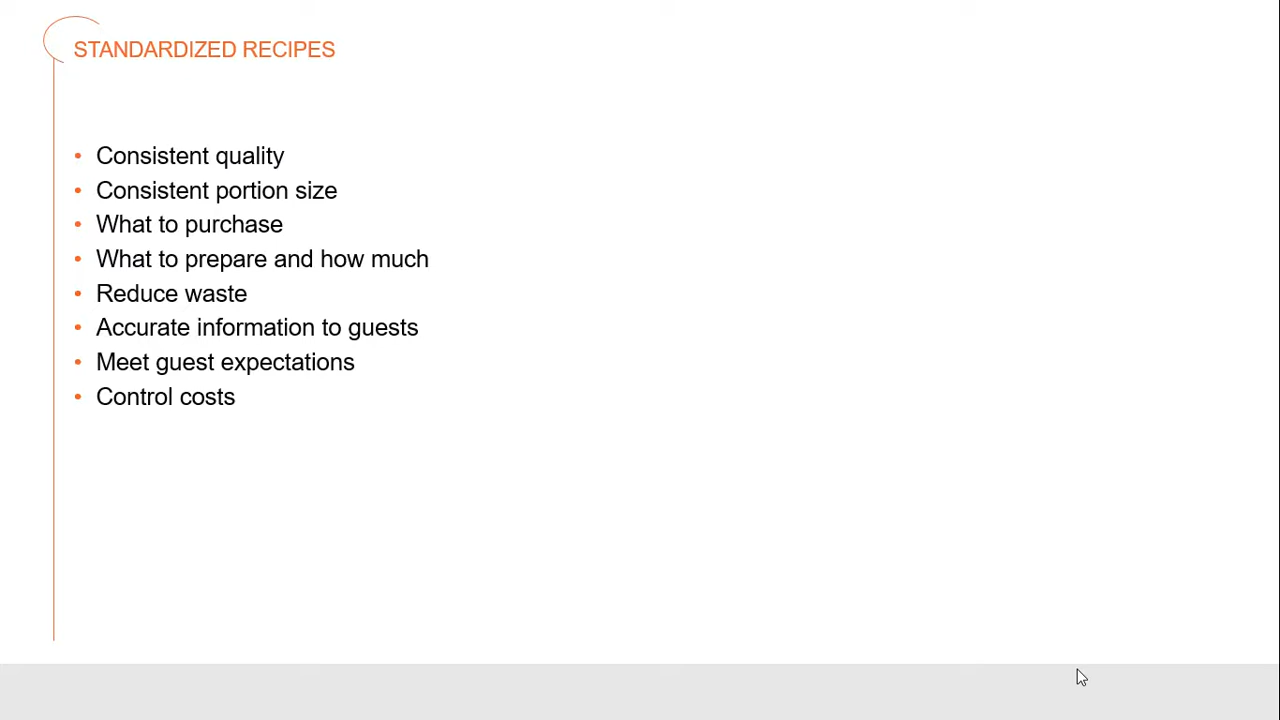 STANDARDIZED RECIPES
• Consistent quality
• Consistent portion size
• What to purchase
• What to prepare and how much
• Reduce waste
• Accurate information to guests
• Meet guest expectations
• Control costs